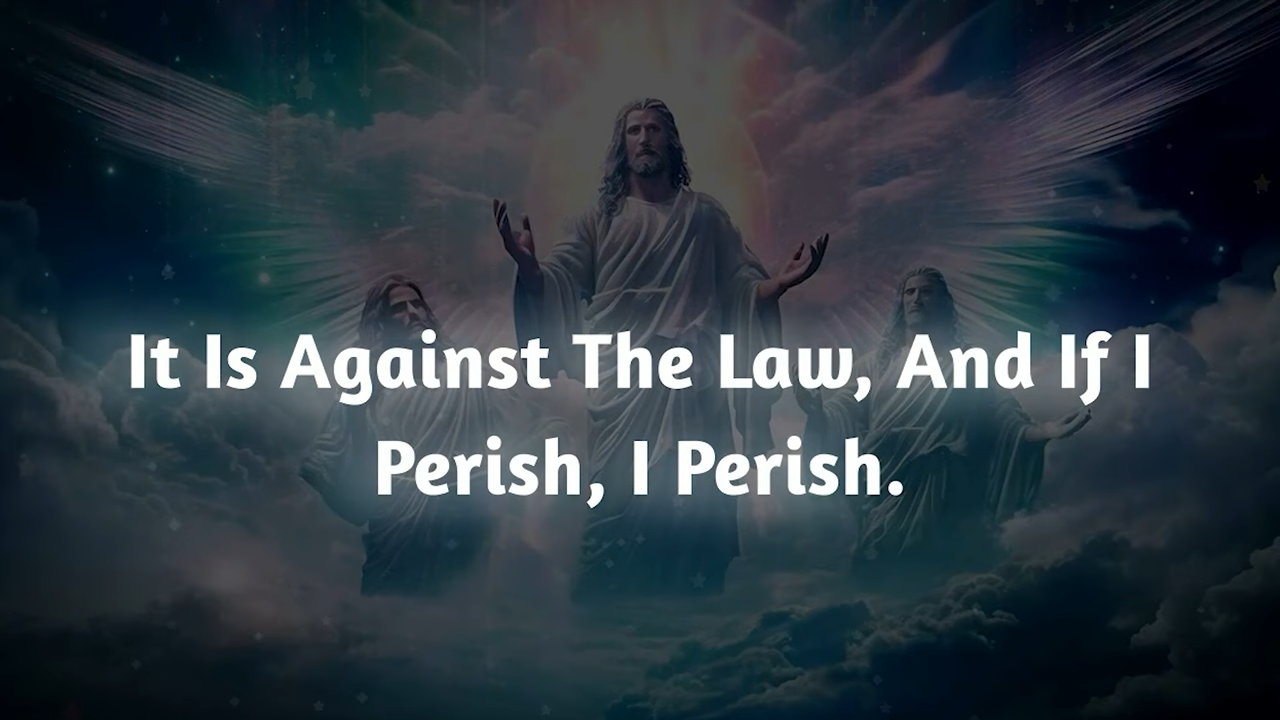 It Is Against The Law, And If I
Perish, I Perish.